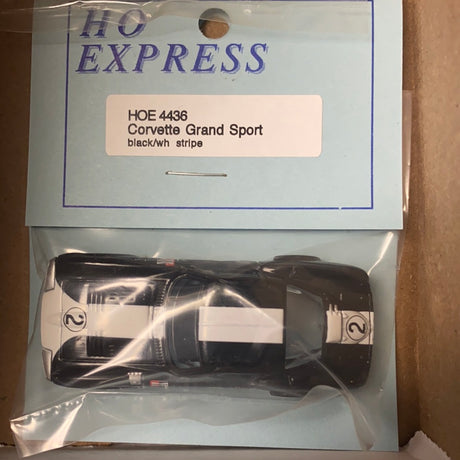 HO
EXPRESS
HOE 4436
Corvette Grand Sport
black/wh stripe
2
2